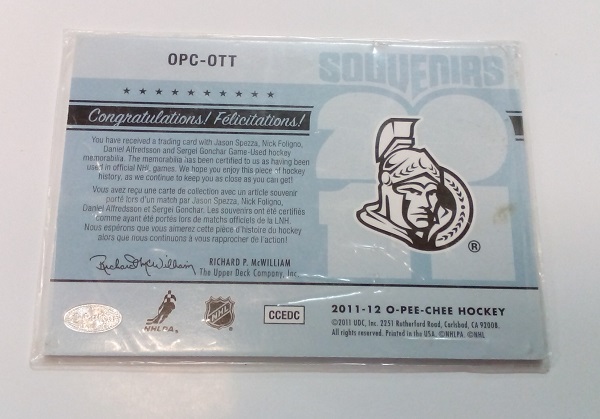 OPC-OTT
SOUVENIRS
2011
Congratulations! Félicitations!
You have received a trading card with Jason Spezza, Nick Foligno,
Daniel Alfredsson and Sergei Gonchar Game-Used hockey
memorabilia. The memorabilia has been certified to us as having been
used in official NHL games. We hope you enjoy this piece of hockey
history, as we continue to keep you as close as you can get!
Vous avez reçu une carte de collection avec un article souvenir
porté lors d'un match par Jason Spezza, Nick Foligno,
Daniel Alfredsson et Sergei Gonchar. Les souvenirs ont été certifiés
comme ayant été portés lors de matchs officiels de la LNH.
Nous espérons que vous aimerez cette pièce d'histoire du hockey
alors que nous continuons à vous rapprocher de l'action!
Richard McWilliam
RICHARD P. McWILLIAM
The Upper Deck Company, Inc.
®
NHLPA.
NHL
CCEDC
2011-12 O-PEE-CHEE HOCKEY
©2011 UDC, Inc. 2251 Rutherford Road, Carlsbad, CA 92008.
All rights reserved. Printed in the USA. ©NHLPA. ©NHL